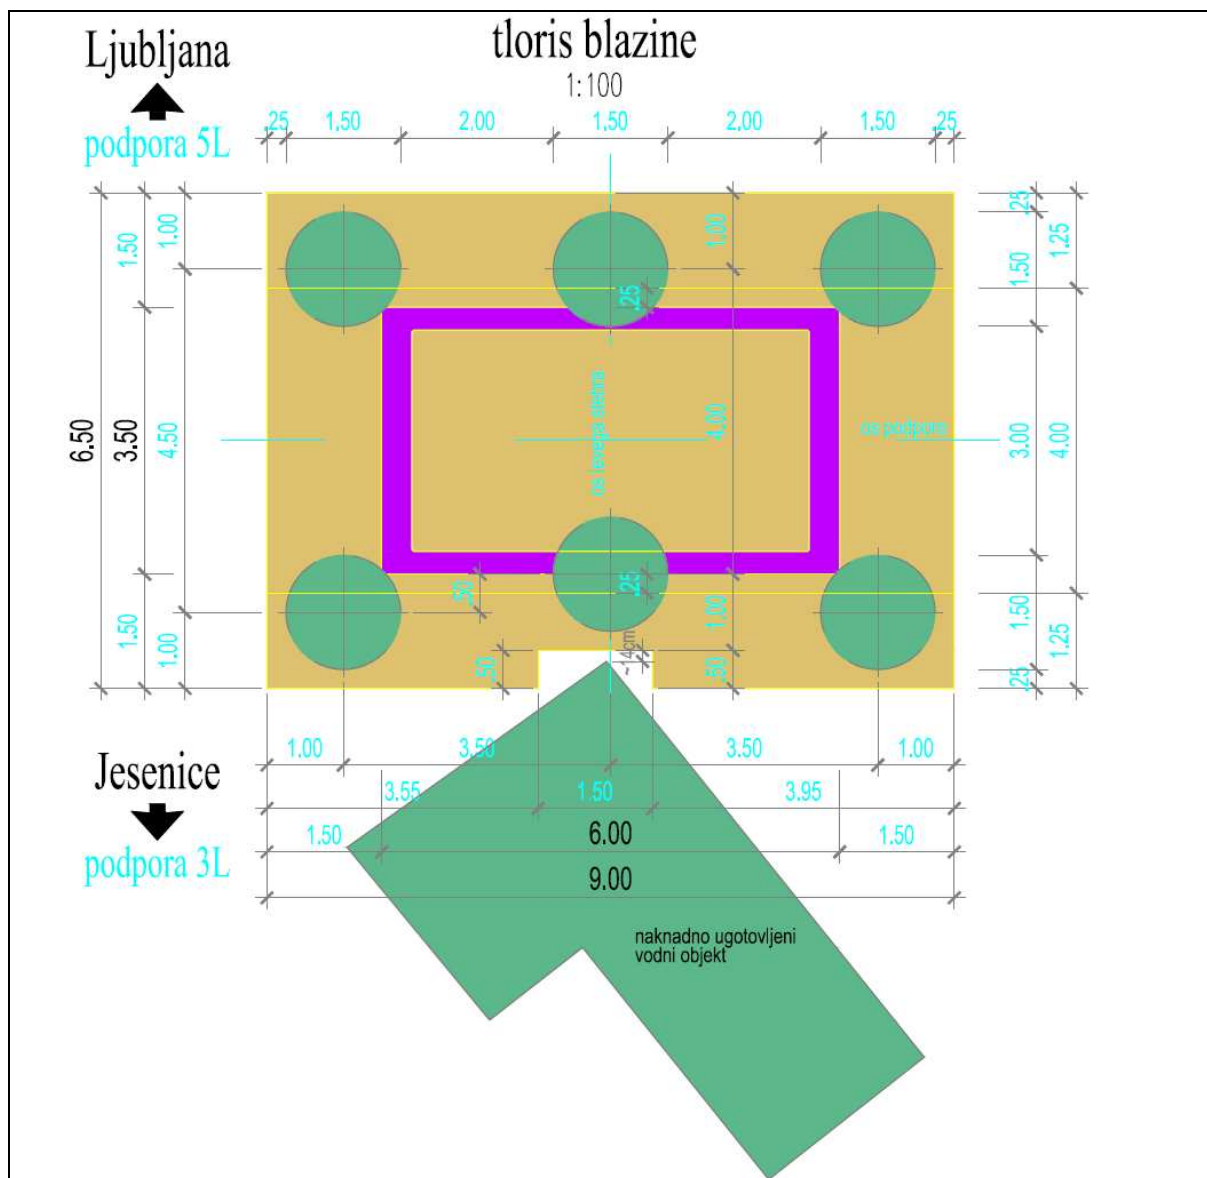 Ljubljana
tloris blazine
1:100
podpora 5L
.25 1.50 2.00 1.50 2.00 1.50 .25
1.00
1.50
1.00
.25
1.50
1.25
.25
6.50
3.50
4.50
os levega stebra
4.00
os podpore
3.00
4.00
1.50
1.00
.50
.25
1.00
~14cm
.50
.50
1.50
1.25
.25
Jesenice
podpora 3L
1.00 3.50 3.50 1.00
3.55 1.50 3.95
1.50 6.00 1.50
9.00
naknadno ugotovljeni
vodni objekt